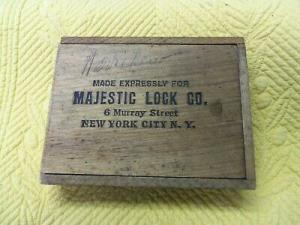 MADE EXPRESSLY FOR
MAJESTIC LOCK CO.
6 Murray Street
NEW YORK CITY N. Y.